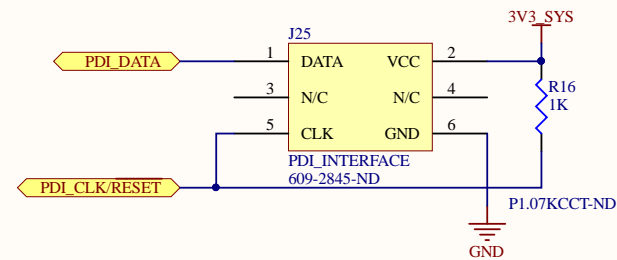 3V3_SYS
J25
PDI_DATA
1 DATA VCC 2
3 N/C N/C 4
R16
1K
5 CLK GND 6
PDI_INTERFACE
609-2845-ND
PDI_CLK/RESET
P1.07KCCT-ND
GND